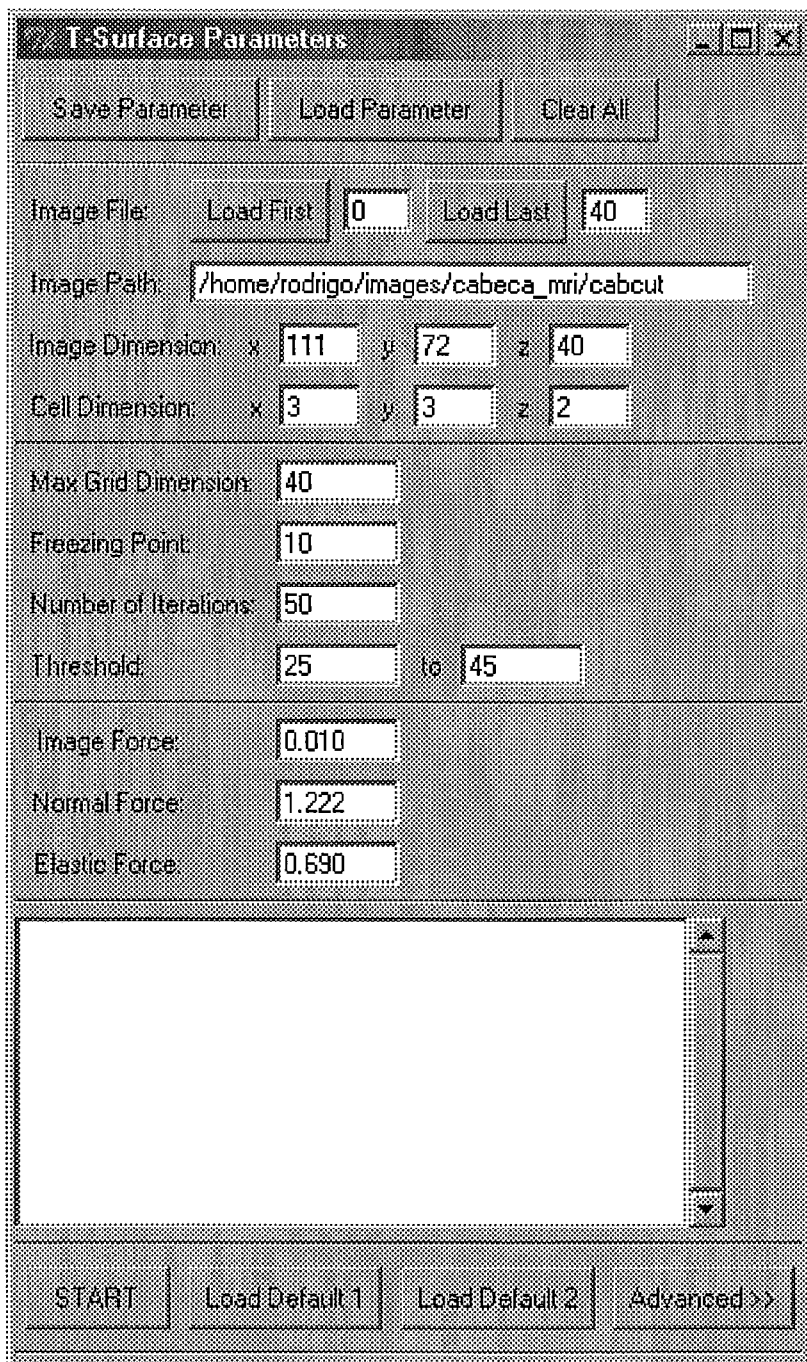 T-Surface Parameters
Save Parameter Load Parameter Clear All
Image File: Load First 0 Load Last 40
Image Path: /home/rodrigo/images/cabeca_mri/cabcut
Image Dimension: x 111 y 72 z 40
Cell Dimension: x 3 y 3 z 2
Max Grid Dimension: 40
Freezing Point: 10
Number of Iterations: 50
Threshold: 25 to 45
Image Force: 0.010
Normal Force: 1.222
Elastic Force: 0.690
START Load Default 1 Load Default 2 Advanced >>